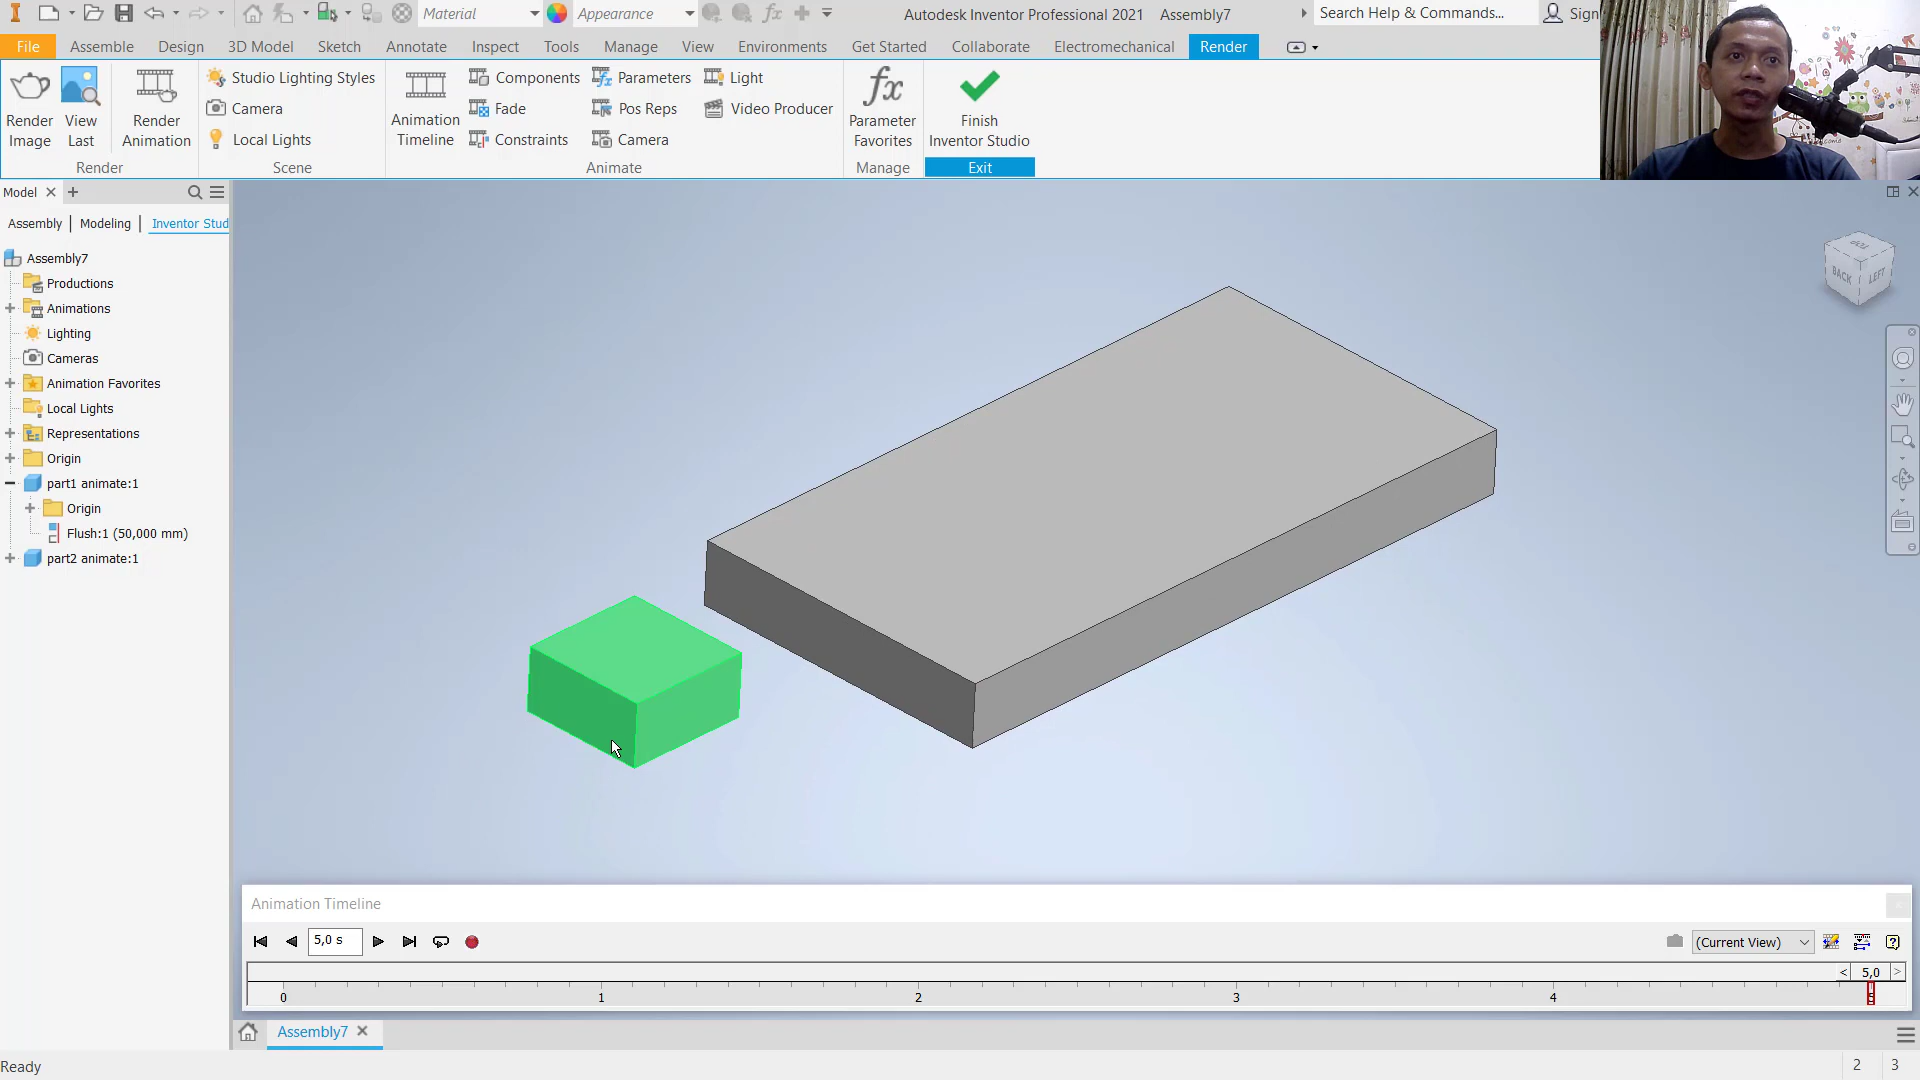 Material
Appearance
Autodesk Inventor Professional 2021 Assembly7
Search Help & Commands...
Sign
File
Assemble
Design
3D Model
Sketch
Annotate
Inspect
Tools
Manage
View
Environments
Get Started
Collaborate
Electromechanical
Render
Render Image
View Last
Render Animation
Studio Lighting Styles
Camera
Local Lights
Animation Timeline
Components
Fade
Constraints
Parameters
Pos Reps
Camera
Light
Video Producer
fx
Parameter Favorites
Finish Inventor Studio
Render
Scene
Animate
Manage
Exit
Model
Assembly
Modeling
Inventor Stud
Assembly7
Productions
Animations
Lighting
Cameras
Animation Favorites
Local Lights
Representations
Origin
part1 animate:1
Origin
Flush:1 (50,000 mm)
part2 animate:1
TOP
BACK
LEFT
Animation Timeline
5,0 s
(Current View)
< 5,0 >
0 1 2 3 4
Assembly7
Ready
2 3